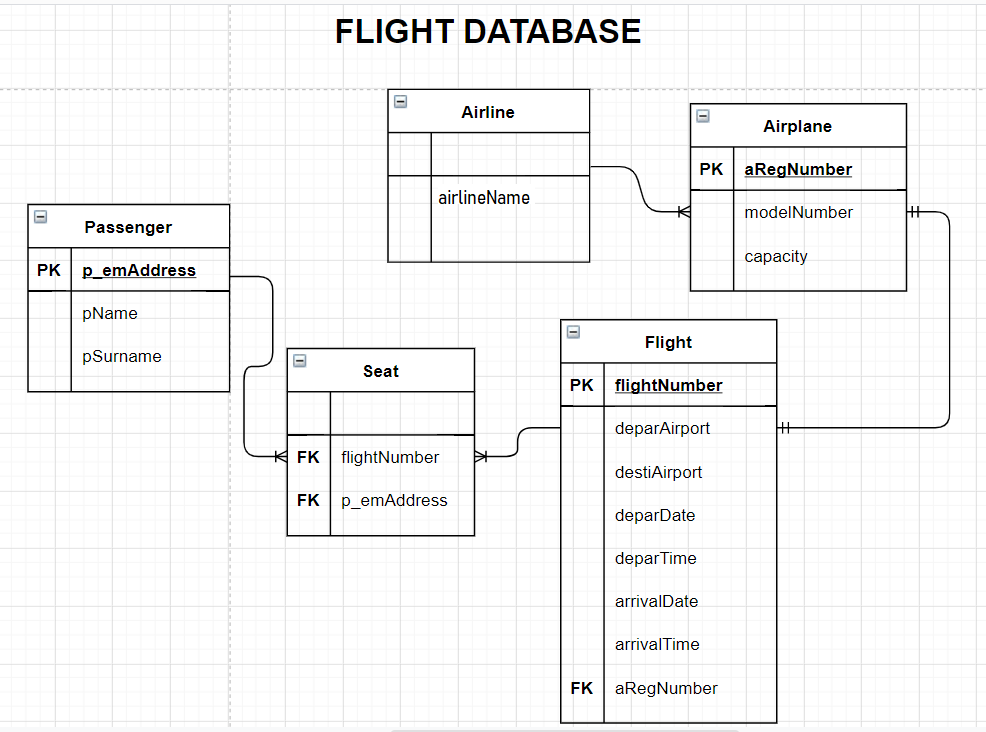 FLIGHT DATABASE
Airline
airlineName
Airplane
PK aRegNumber
modelNumber
capacity
Passenger
PK p_emAddress
pName
pSurname
Seat
FK flightNumber
FK p_emAddress
Flight
PK flightNumber
deparAirport
destiAirport
deparDate
deparTime
arrivalDate
arrivalTime
FK aRegNumber